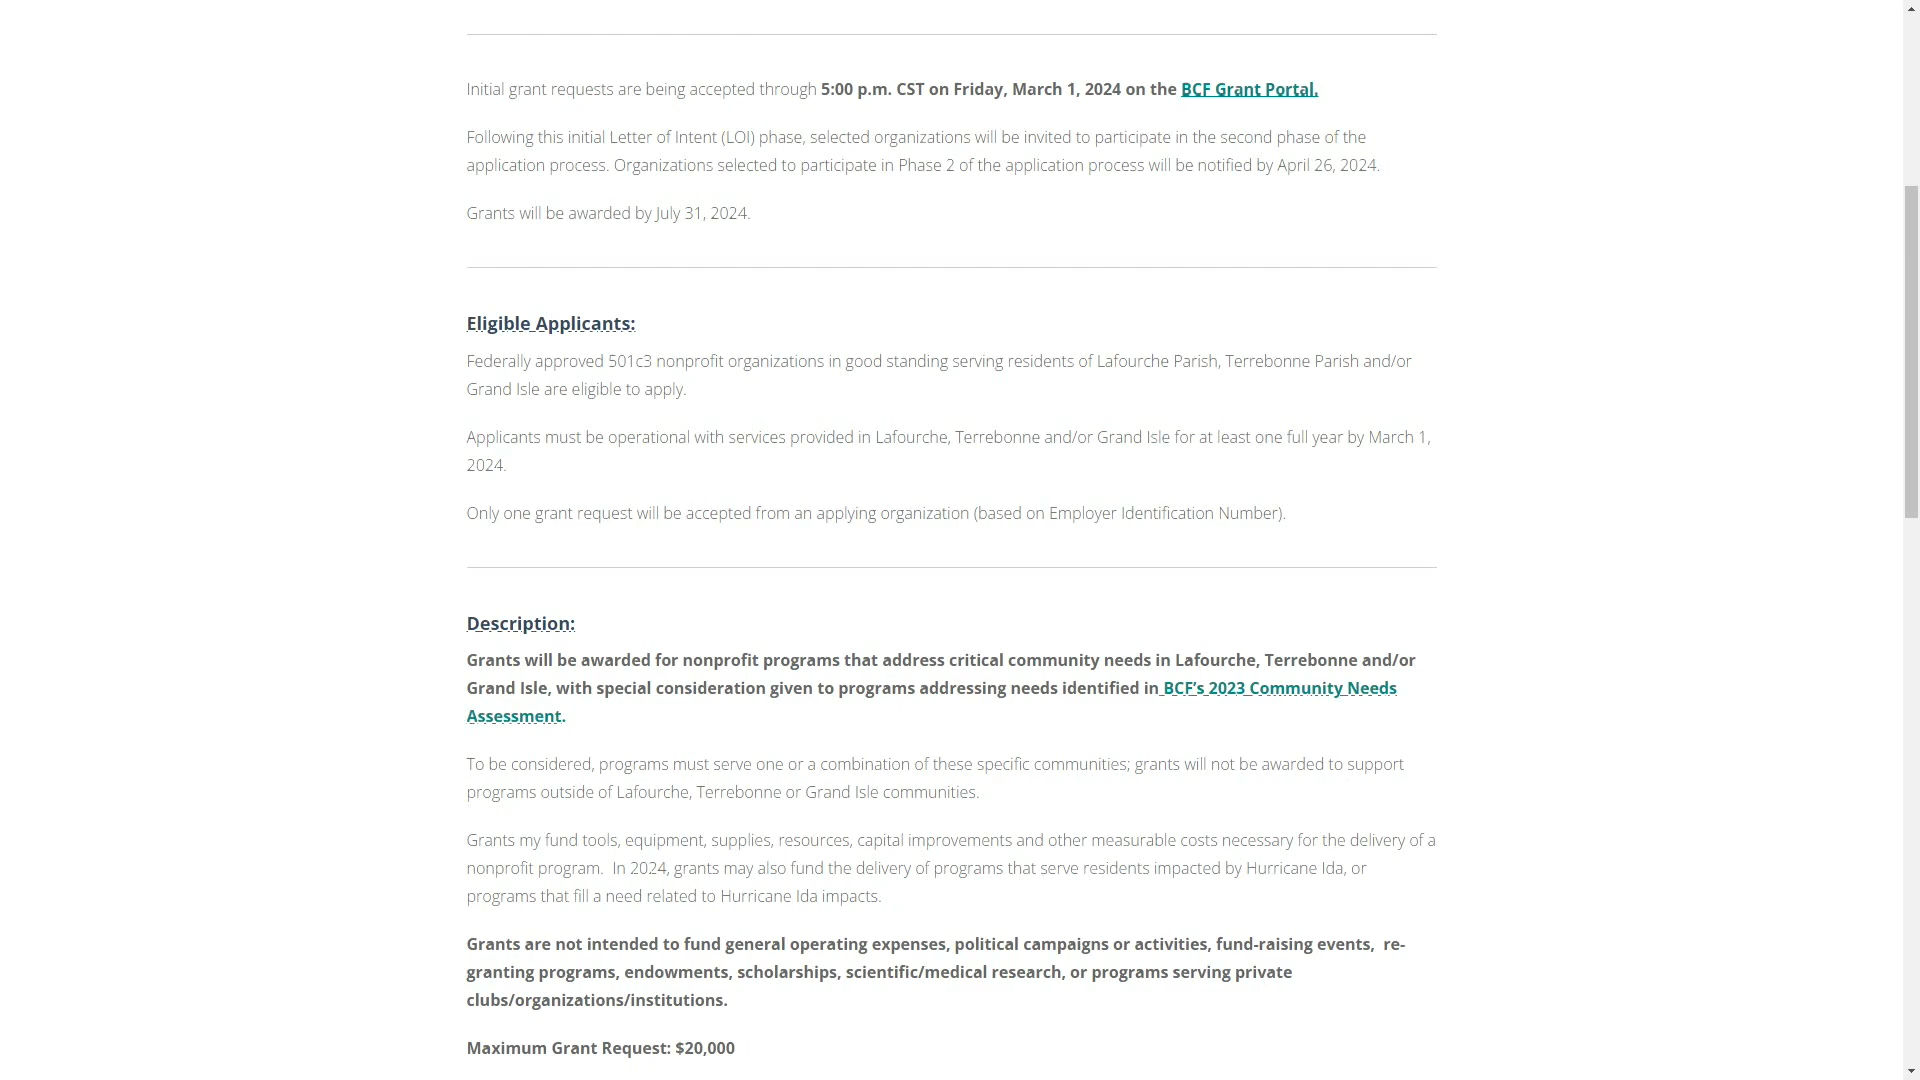 Initial grant requests are being accepted through 5:00 p.m. CST on Friday, March 1, 2024 on the BCF Grant Portal.
Following this initial Letter of Intent (LOI) phase, selected organizations will be invited to participate in the second phase of the
application process. Organizations selected to participate in Phase 2 of the application process will be notified by April 26, 2024.
Grants will be awarded by July 31, 2024.
Eligible Applicants:
Federally approved 501c3 nonprofit organizations in good standing serving residents of Lafourche Parish, Terrebonne Parish and/or
Grand Isle are eligible to apply.
Applicants must be operational with services provided in Lafourche, Terrebonne and/or Grand Isle for at least one full year by March 1,
2024.
Only one grant request will be accepted from an applying organization (based on Employer Identification Number).
Description:
Grants will be awarded for nonprofit programs that address critical community needs in Lafourche, Terrebonne and/or
Grand Isle, with special consideration given to programs addressing needs identified in BCF’s 2023 Community Needs
Assessment.
To be considered, programs must serve one or a combination of these specific communities; grants will not be awarded to support
programs outside of Lafourche, Terrebonne or Grand Isle communities.
Grants my fund tools, equipment, supplies, resources, capital improvements and other measurable costs necessary for the delivery of a
nonprofit program.  In 2024, grants may also fund the delivery of programs that serve residents impacted by Hurricane Ida, or
programs that fill a need related to Hurricane Ida impacts.
Grants are not intended to fund general operating expenses, political campaigns or activities, fund-raising events,  re-
granting programs, endowments, scholarships, scientific/medical research, or programs serving private
clubs/organizations/institutions.
Maximum Grant Request: $20,000